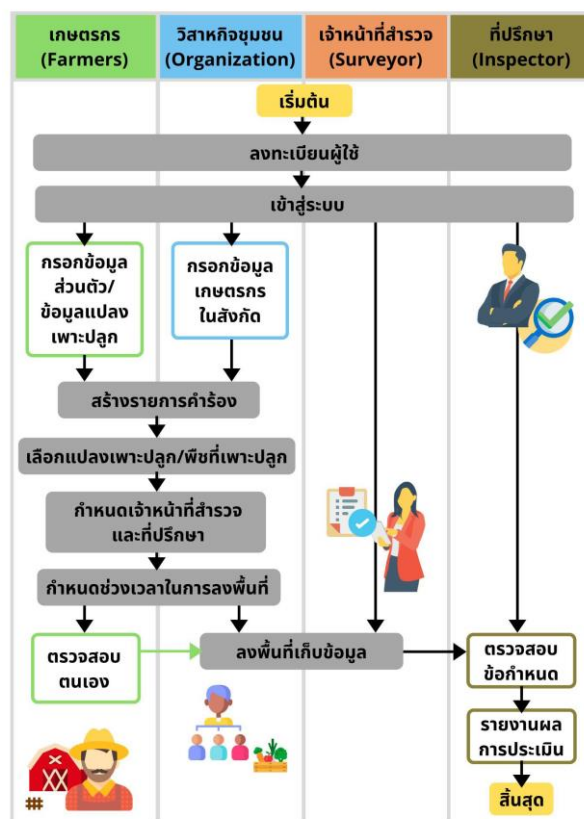 เกษตรกร
(Farmers)
วิสาหกิจชุมชน
(Organization)
เจ้าหน้าที่สำรวจ
(Surveyor)
ที่ปรึกษา
(Inspector)
เริ่มต้น
ลงทะเบียนผู้ใช้
เข้าสู่ระบบ
กรอกข้อมูล
ส่วนตัว/
ข้อมูลแปลง
เพาะปลูก
กรอกข้อมูล
เกษตรกร
ในสังกัด
สร้างรายการคำร้อง
เลือกแปลงเพาะปลูก/พืชที่เพาะปลูก
กำหนดเจ้าหน้าที่สำรวจ
และที่ปรึกษา
กำหนดช่วงเวลาในการลงพื้นที่
ตรวจสอบ
ตนเอง
ลงพื้นที่เก็บข้อมูล
ตรวจสอบ
ข้อกำหนด
รายงานผล
การประเมิน
สิ้นสุด